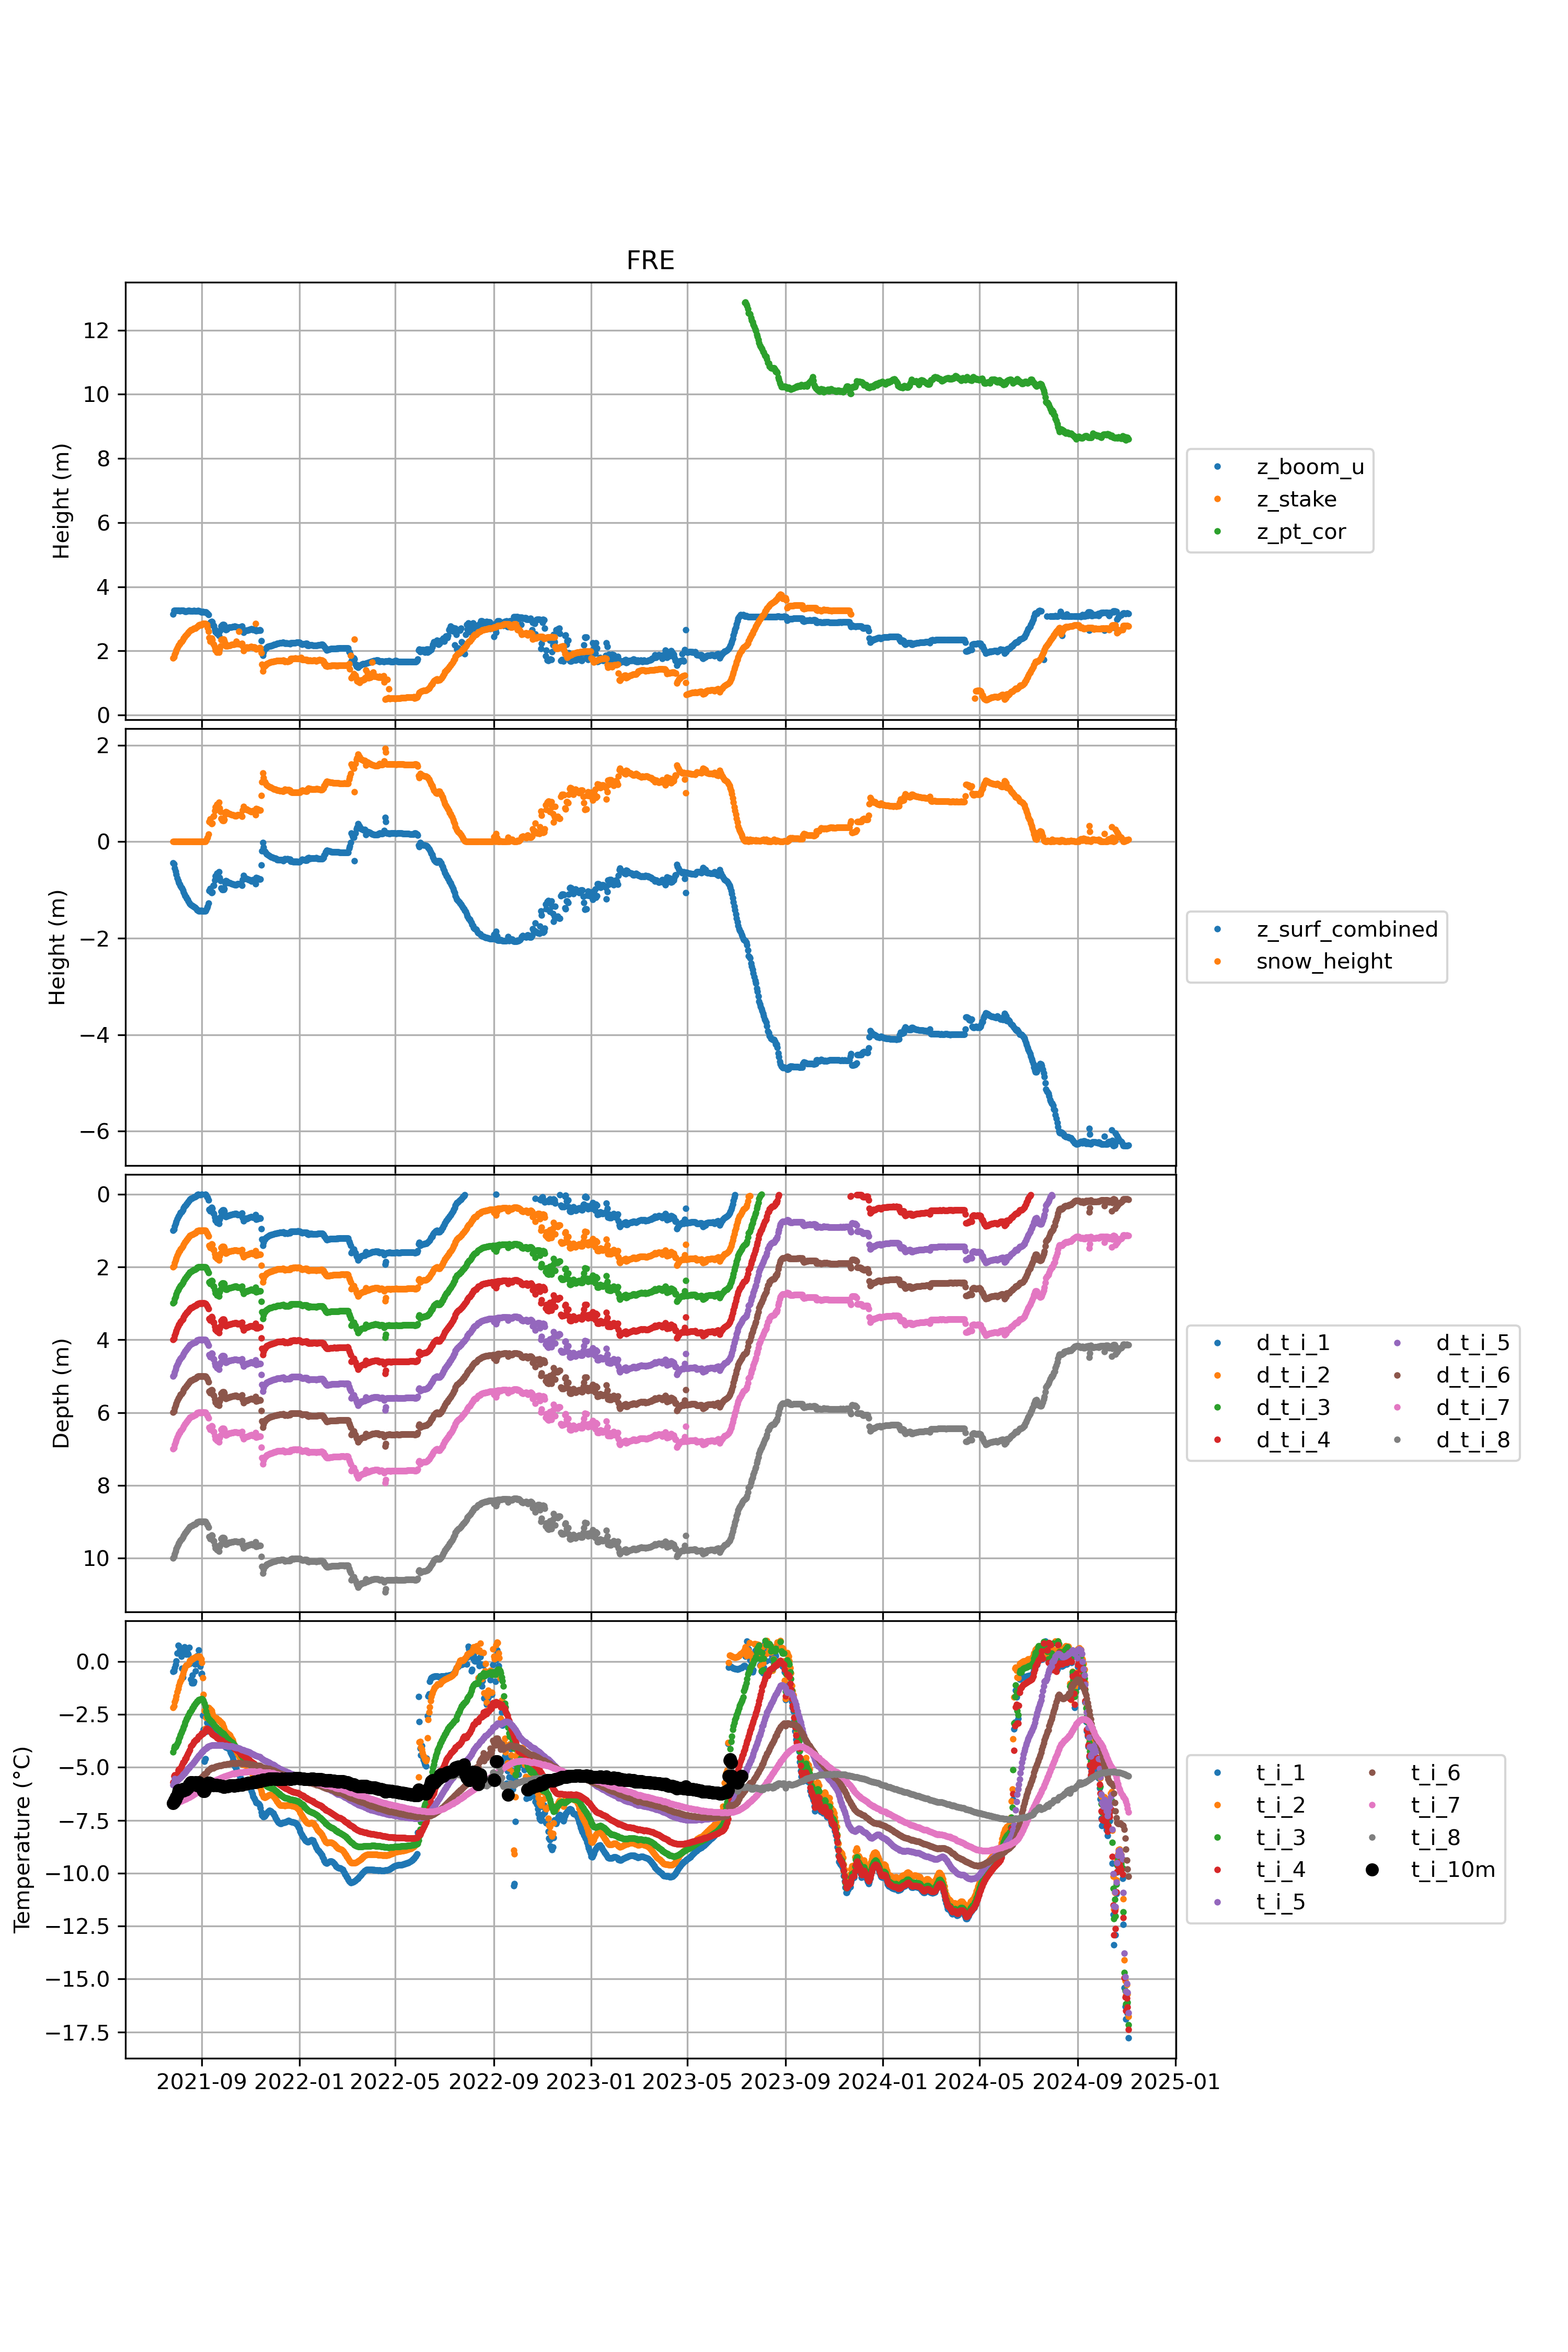 FRE
12
10
8
6
4
2
0
Height (m)
z_boom_u
z_stake
z_pt_cor
2
0
−2
−4
−6
Height (m)
z_surf_combined
snow_height
0
2
4
6
8
10
Depth (m)
d_t_i_1
d_t_i_2
d_t_i_3
d_t_i_4
d_t_i_5
d_t_i_6
d_t_i_7
d_t_i_8
0.0
−2.5
−5.0
−7.5
−10.0
−12.5
−15.0
−17.5
Temperature (°C)
t_i_1
t_i_2
t_i_3
t_i_4
t_i_5
t_i_6
t_i_7
t_i_8
t_i_10m
2021-09 2022-01 2022-05 2022-09 2023-01 2023-05 2023-09 2024-01 2024-05 2024-09 2025-01